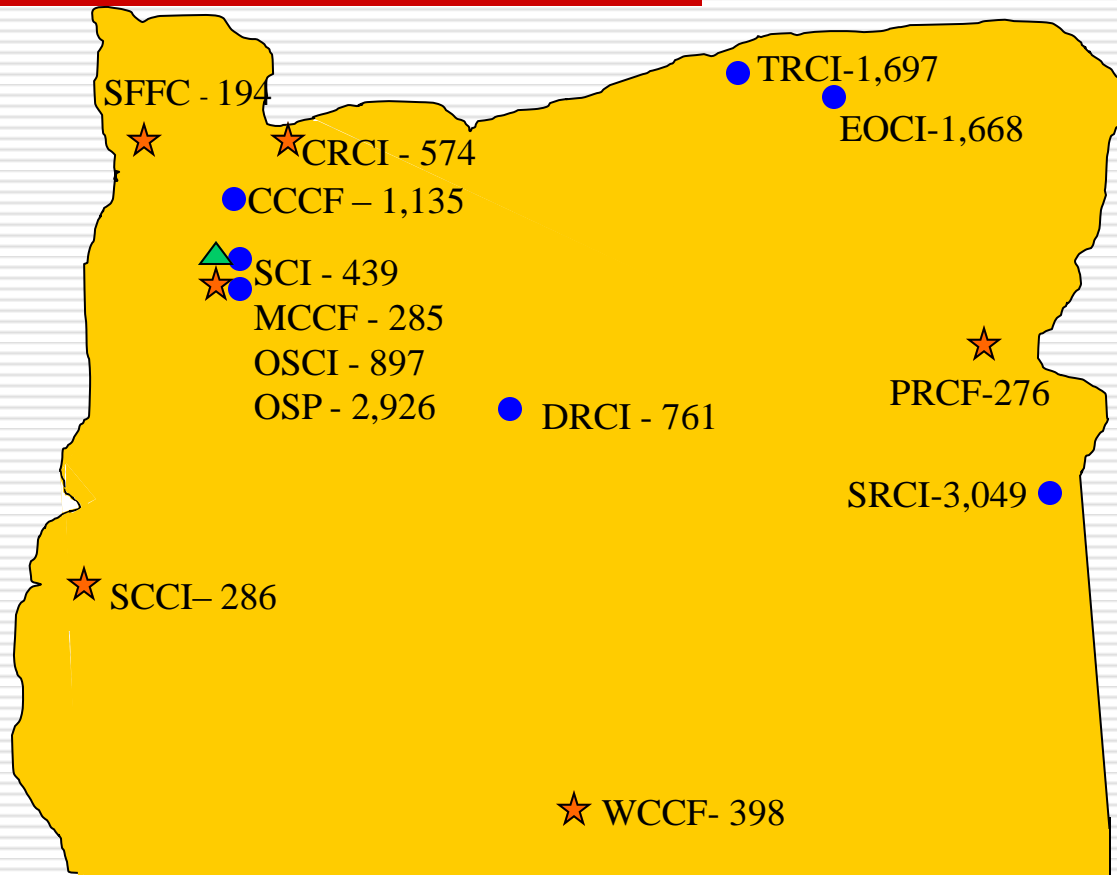 TRCI-1,697
SFFC - 194
EOCI-1,668
CRCI - 574
CCCF – 1,135
SCI - 439
MCCF - 285
OSCI - 897
OSP - 2,926
PRCF-276
DRCI - 761
SRCI-3,049
SCCI– 286
WCCF- 398